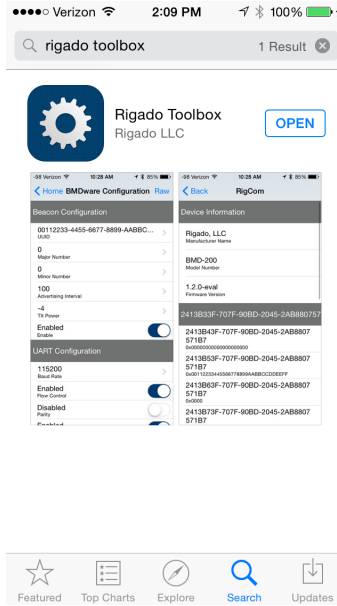 Verizon 2:09 PM 100%
rigado toolbox 1 Result
Rigado Toolbox
Rigado LLC
OPEN
-98 Verizon 10:28 AM 85%
Home BMDware Configuration Raw
Beacon Configuration
00112233-4455-6677-8899-AABBC...
UUID
0
Major Number
0
Minor Number
100
Advertising Interval
-4
TX Power
Enabled
Enable
UART Configuration
115200
Baud Rate
Enabled
Flow Control
Disabled
Parity
Enabled
-98 Verizon 10:28 AM 85%
Back RigCom
Device Information
Rigado, LLC
Manufacturer Name
BMD-200
Model Number
1.2.0-eval
Firmware Version
2413B33F-707F-90BD-2045-2AB880757
2413B43F-707F-90BD-2045-2AB8807
571B7
2413B53F-707F-90BD-2045-2AB8807
571B7
0x00112233445566778899AABBCCDDEEFF
2413B63F-707F-90BD-2045-2AB8807
571B7
0x0000
2413B73F-707F-90BD-2045-2AB8807
571B7
Featured Top Charts Explore Search Updates